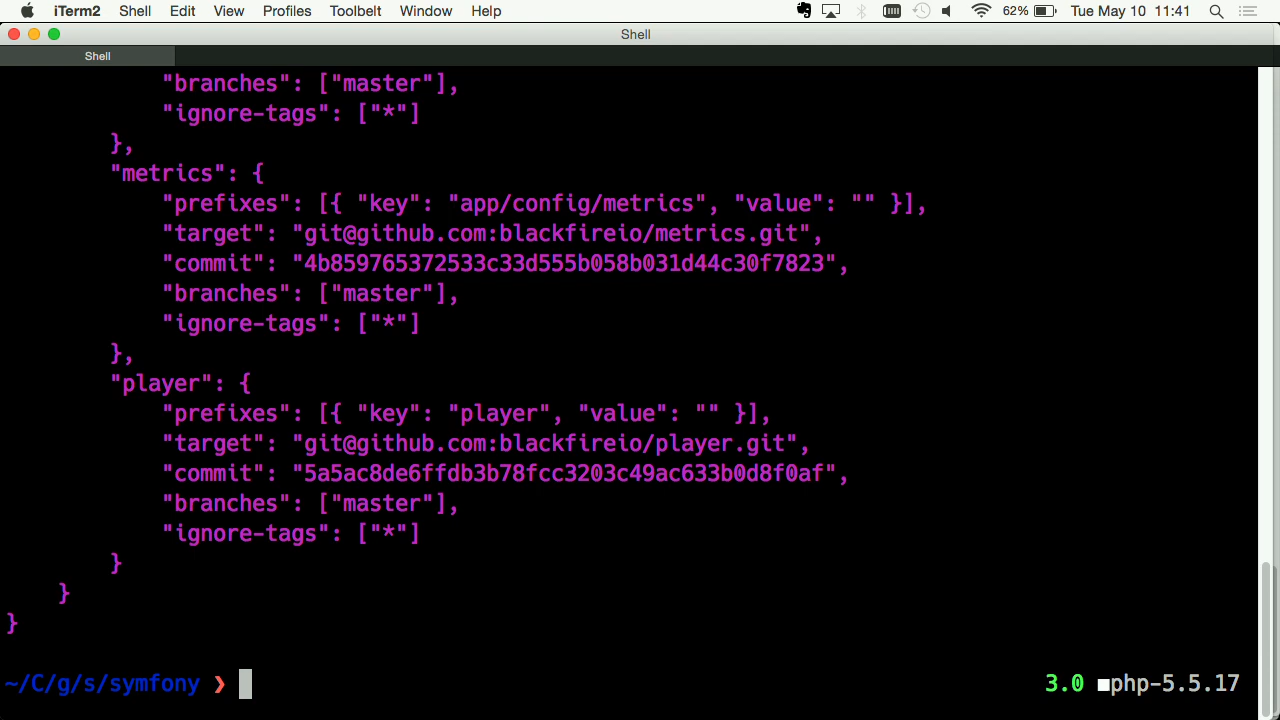 iTerm2 Shell Edit View Profiles Toolbelt Window Help 62% Tue May 10 11:41
Shell
Shell
"branches": ["master"],
"ignore-tags": ["*"]
},
"metrics": {
"prefixes": [{ "key": "app/config/metrics", "value": "" }],
"target": "git@github.com:blackfireio/metrics.git",
"commit": "4b859765372533c33d555b058b031d44c30f7823",
"branches": ["master"],
"ignore-tags": ["*"]
},
"player": {
"prefixes": [{ "key": "player", "value": "" }],
"target": "git@github.com:blackfireio/player.git",
"commit": "5a5ac8de6ffdb3b78fcc3203c49ac633b0d8f0af",
"branches": ["master"],
"ignore-tags": ["*"]
}
}
}
~/C/g/s/symfony ❯ 3.0 ■php-5.5.17